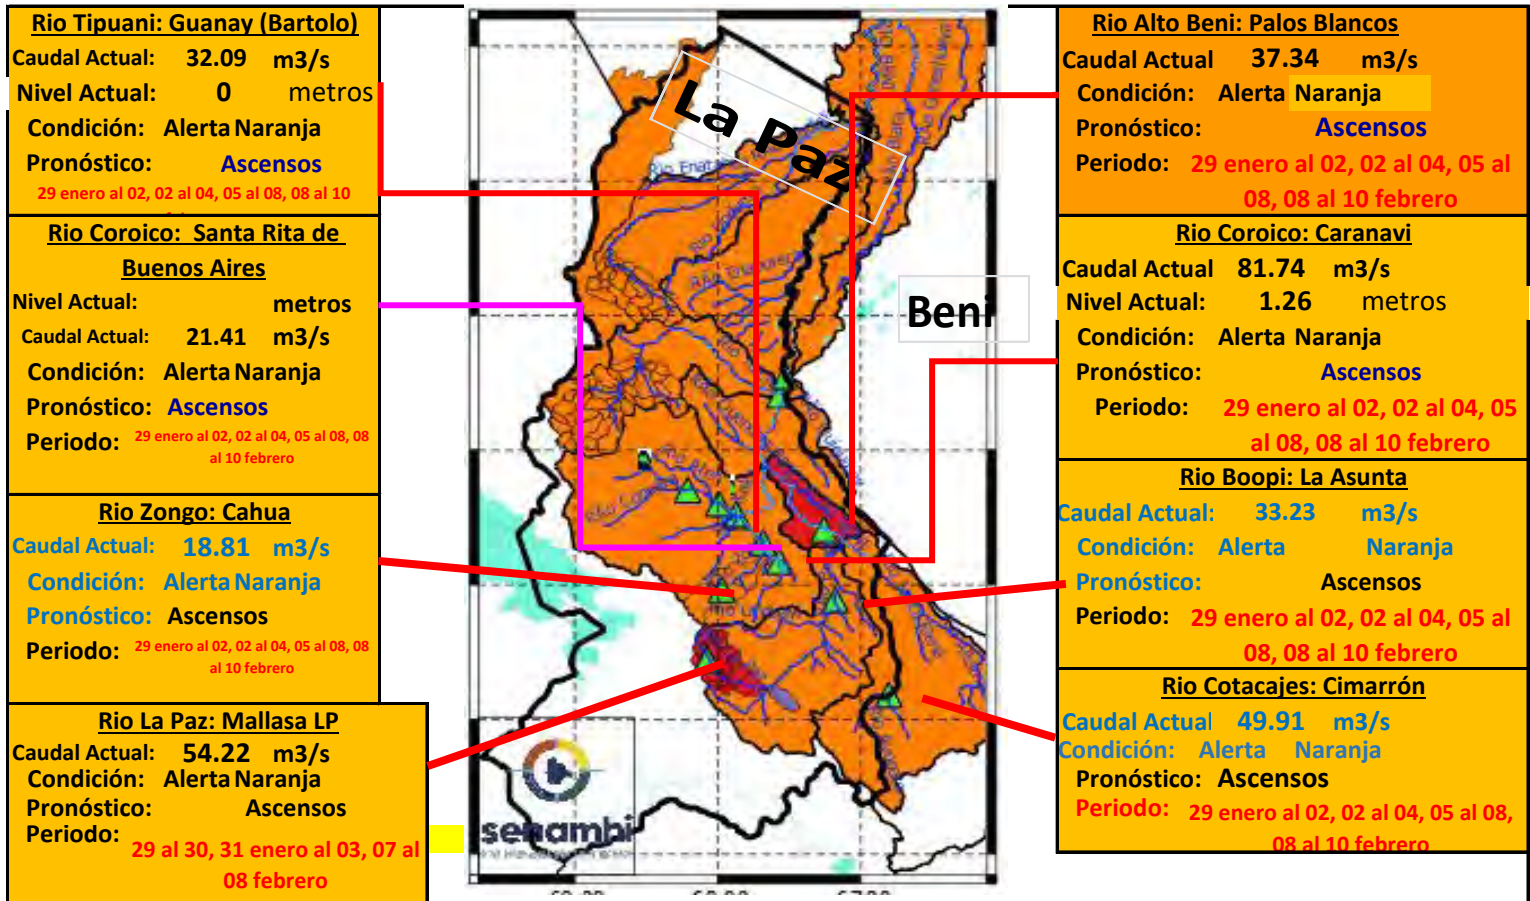 Rio Tipuani: Guanay (Bartolo)
Caudal Actual: 32.09 m3/s
Nivel Actual: 0 metros
Condición: Alerta Naranja
Pronóstico: Ascensos
29 enero al 02, 02 al 04, 05 al 08, 08 al 10
Rio Coroico: Santa Rita de
Buenos Aires
Nivel Actual: metros
Caudal Actual: 21.41 m3/s
Condición: Alerta Naranja
Pronóstico: Ascensos
Periodo: 29 enero al 02, 02 al 04, 05 al 08, 08
al 10 febrero
Rio Zongo: Cahua
Caudal Actual: 18.81 m3/s
Condición: Alerta Naranja
Pronóstico: Ascensos
Periodo: 29 enero al 02, 02 al 04, 05 al 08, 08
al 10 febrero
Rio La Paz: Mallasa LP
Caudal Actual: 54.22 m3/s
Condición: Alerta Naranja
Pronóstico: Ascensos
Periodo:
29 al 30, 31 enero al 03, 07 al
08 febrero
La Paz
Beni
senamhi
Rio Alto Beni: Palos Blancos
Caudal Actual 37.34 m3/s
Condición: Alerta Naranja
Pronóstico: Ascensos
Periodo: 29 enero al 02, 02 al 04, 05 al
08, 08 al 10 febrero
Rio Coroico: Caranavi
Caudal Actual 81.74 m3/s
Nivel Actual: 1.26 metros
Condición: Alerta Naranja
Pronóstico: Ascensos
Periodo: 29 enero al 02, 02 al 04, 05
al 08, 08 al 10 febrero
Rio Boopi: La Asunta
Caudal Actual: 33.23 m3/s
Condición: Alerta Naranja
Pronóstico: Ascensos
Periodo: 29 enero al 02, 02 al 04, 05 al
08, 08 al 10 febrero
Rio Cotacajes: Cimarrón
Caudal Actual 49.91 m3/s
Condición: Alerta Naranja
Pronóstico: Ascensos
Periodo: 29 enero al 02, 02 al 04, 05 al 08,
08 al 10 febrero